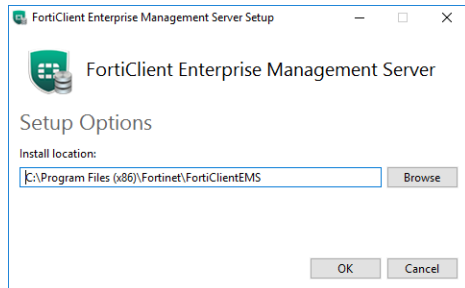 FortiClient Enterprise Management Server Setup
FortiClient Enterprise Management Server
Setup Options
Install location:
C:\Program Files (x86)\Fortinet\FortiClientEMS
Browse
OK
Cancel